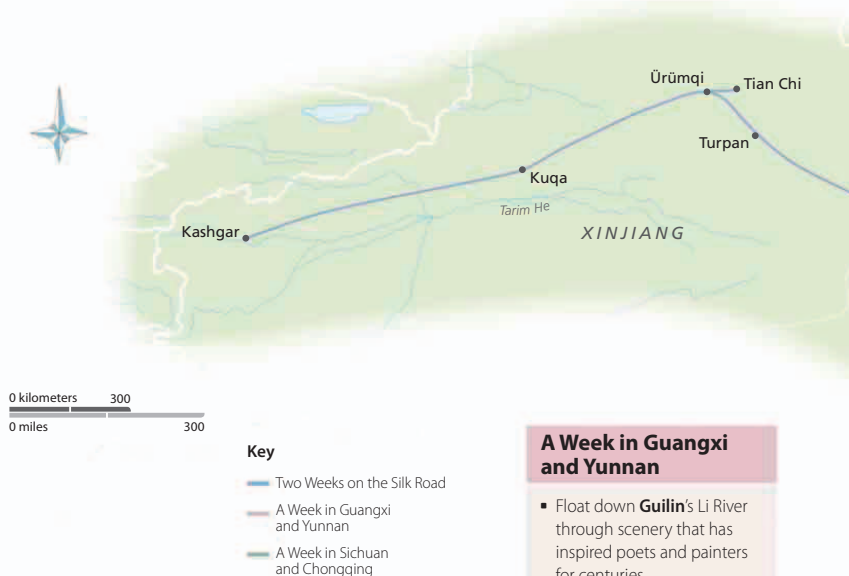 Ürümqi
Tian Chi
Turpan
Kuqa
Tarim He
Kashgar
XINJIANG
0 kilometers 300
0 miles 300
Key
Two Weeks on the Silk Road
A Week in Guangxi
and Yunnan
A Week in Sichuan
and Chongqing
A Week in Guangxi
and Yunnan
▪ Float down Guilin's Li River
through scenery that has
inspired poets and painters
for centuries